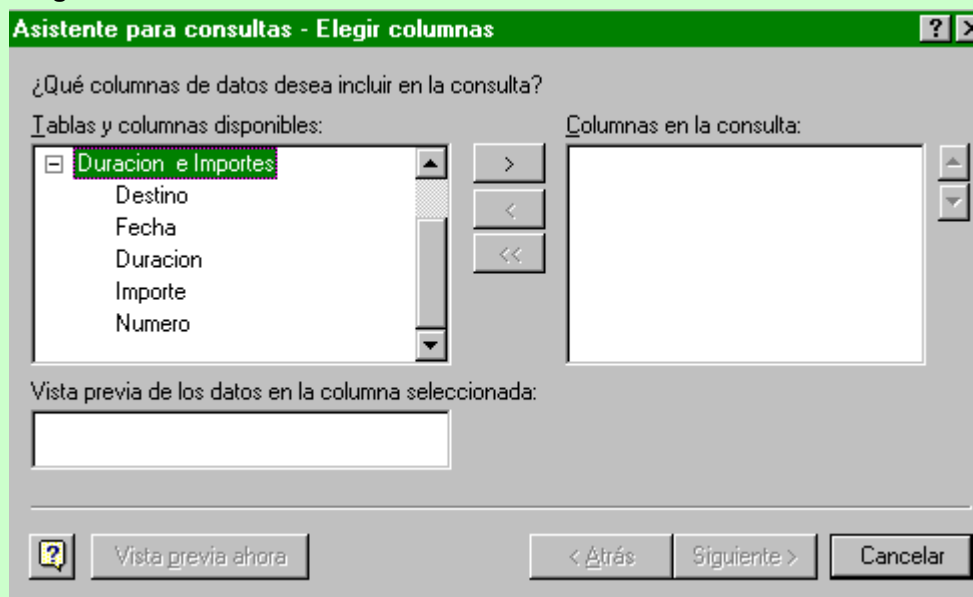 Asistente para consultas - Elegir columnas
¿Qué columnas de datos desea incluir en la consulta?
Tablas y columnas disponibles:
Columnas en la consulta:
Duracion e Importes
Destino
Fecha
Duracion
Importe
Numero
>
<
<<
Vista previa de los datos en la columna seleccionada:
Vista previa ahora
< Atrás
Siguiente >
Cancelar